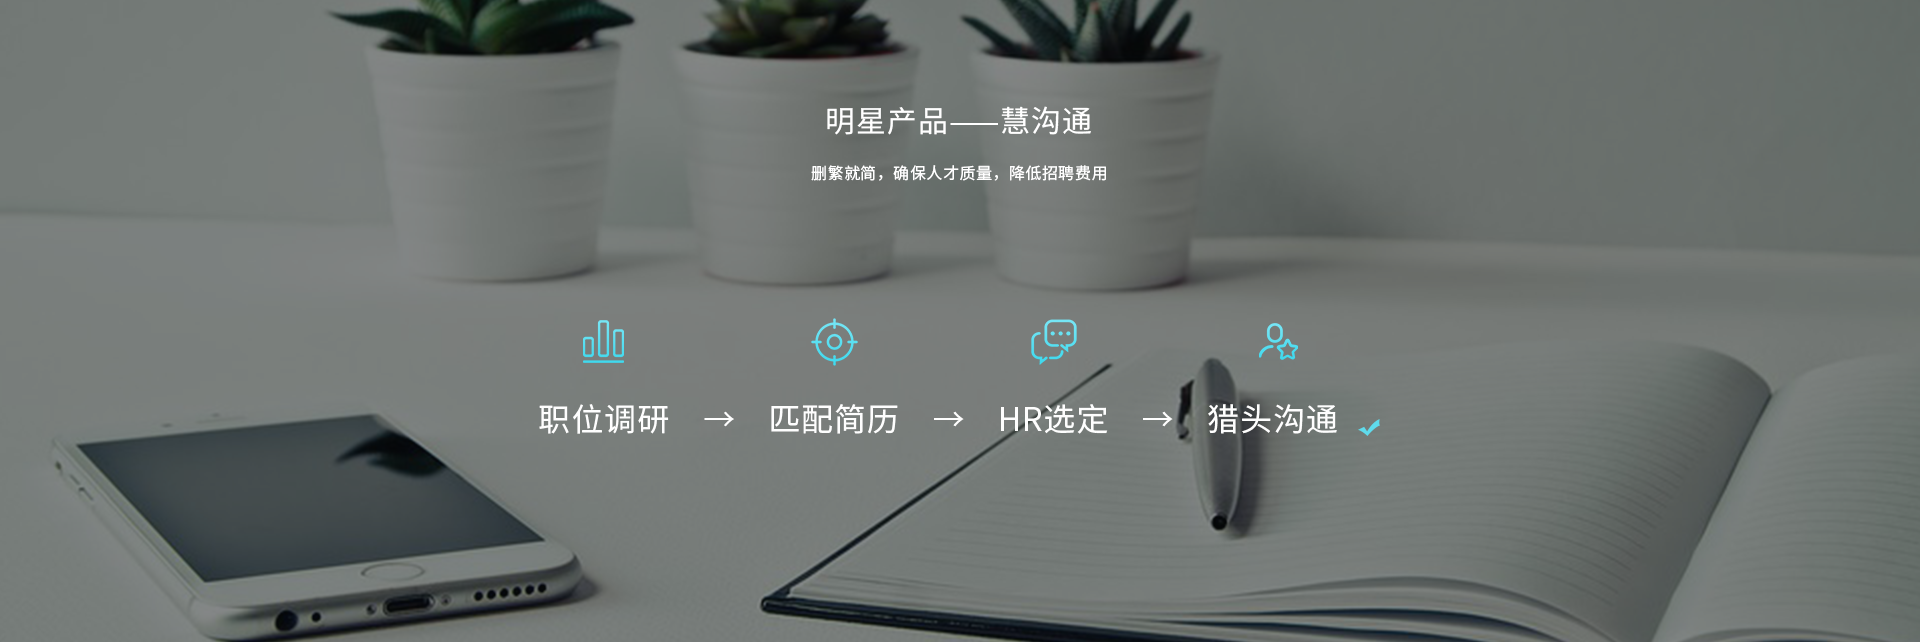 明星产品——慧沟通
删繁就简，确保人才质量，降低招聘费用
职位调研 → 匹配简历 → HR选定 → 猎头沟通